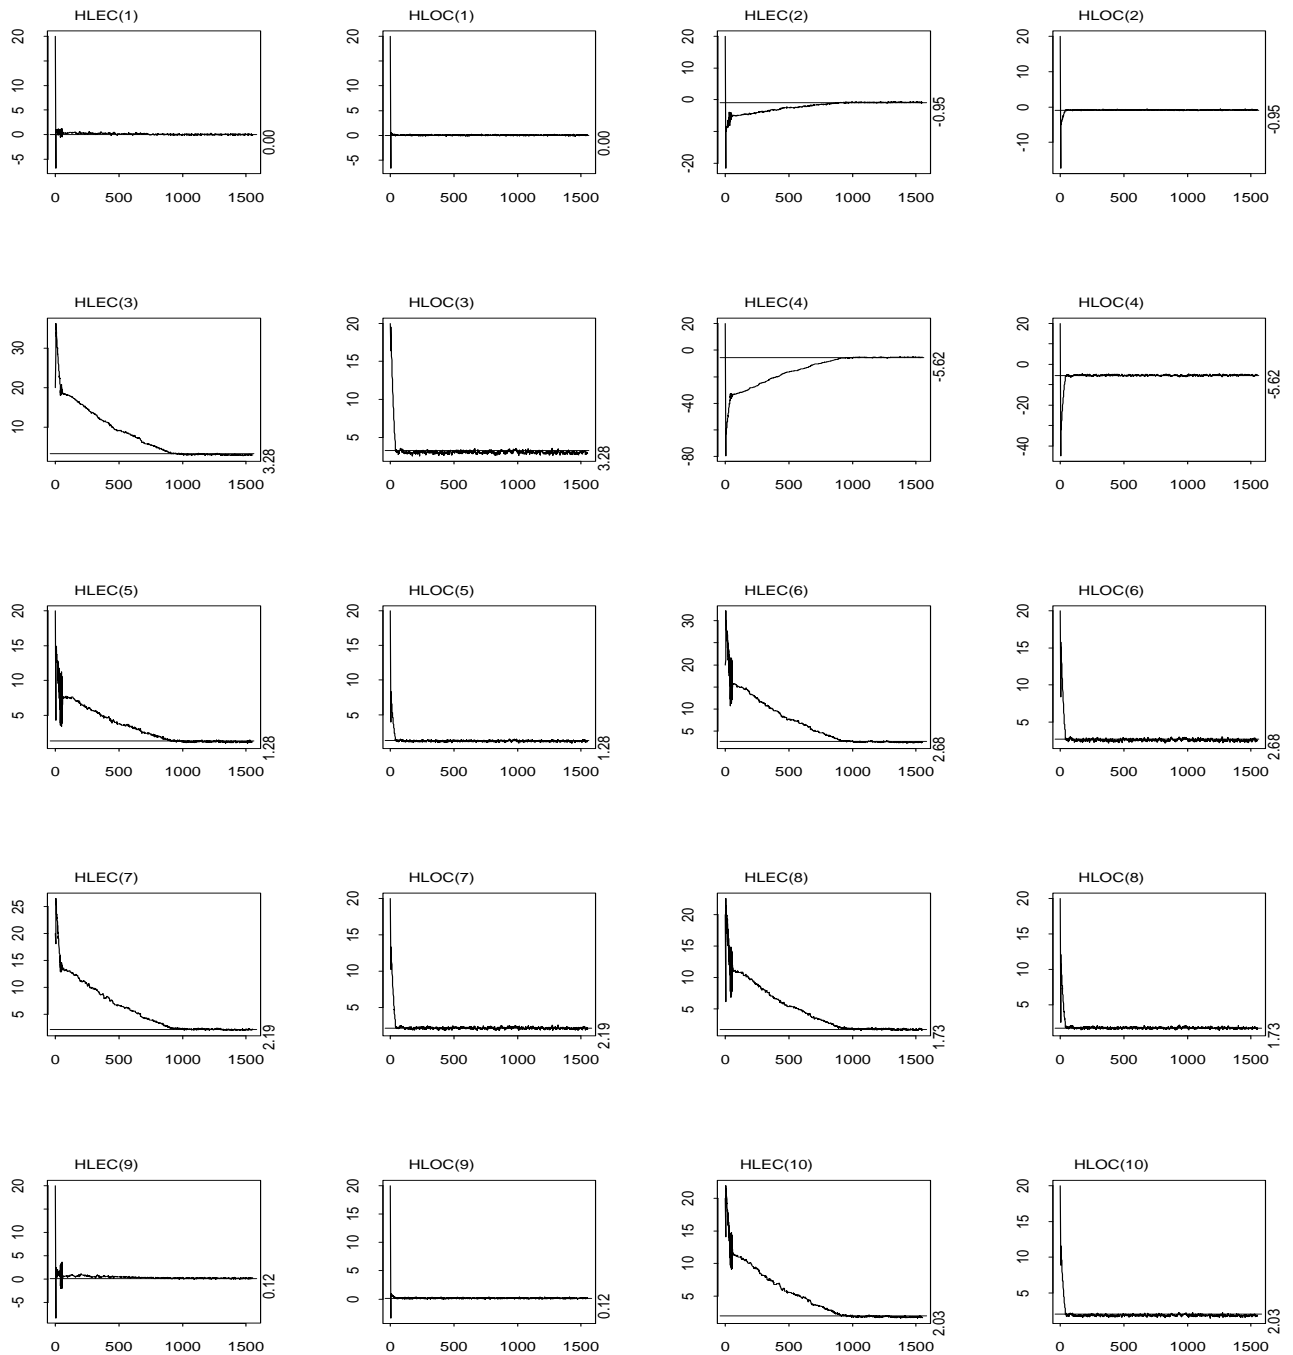 HLEC(1) HLOC(1) HLEC(2) HLOC(2)
20 15 10 5 0 -5
0 500 1000 1500
0.00
20 15 10 5 0 -5
0 500 1000 1500
0.00
20 10 0 -20
0 500 1000 1500
-0.95
20 10 0 -10
0 500 1000 1500
-0.95
HLEC(3) HLOC(3) HLEC(4) HLOC(4)
30 20 10
0 500 1000 1500
3.28
20 15 10 5
0 500 1000 1500
3.28
20 0 -40 -80
0 500 1000 1500
-5.62
20 0 -20 -40
0 500 1000 1500
-5.62
HLEC(5) HLOC(5) HLEC(6) HLOC(6)
20 15 10 5
0 500 1000 1500
1.28
20 15 10 5
0 500 1000 1500
1.28
30 20 10 5
0 500 1000 1500
2.68
20 15 10 5
0 500 1000 1500
2.68
HLEC(7) HLOC(7) HLEC(8) HLOC(8)
25 20 15 10 5
0 500 1000 1500
2.19
20 15 10 5
0 500 1000 1500
2.19
20 15 10 5
0 500 1000 1500
1.73
20 15 10 5
0 500 1000 1500
1.73
HLEC(9) HLOC(9) HLEC(10) HLOC(10)
20 15 10 5 0 -5
0 500 1000 1500
0.12
20 15 10 5 0
0 500 1000 1500
0.12
20 15 10 5
0 500 1000 1500
2.03
20 15 10 5
0 500 1000 1500
2.03